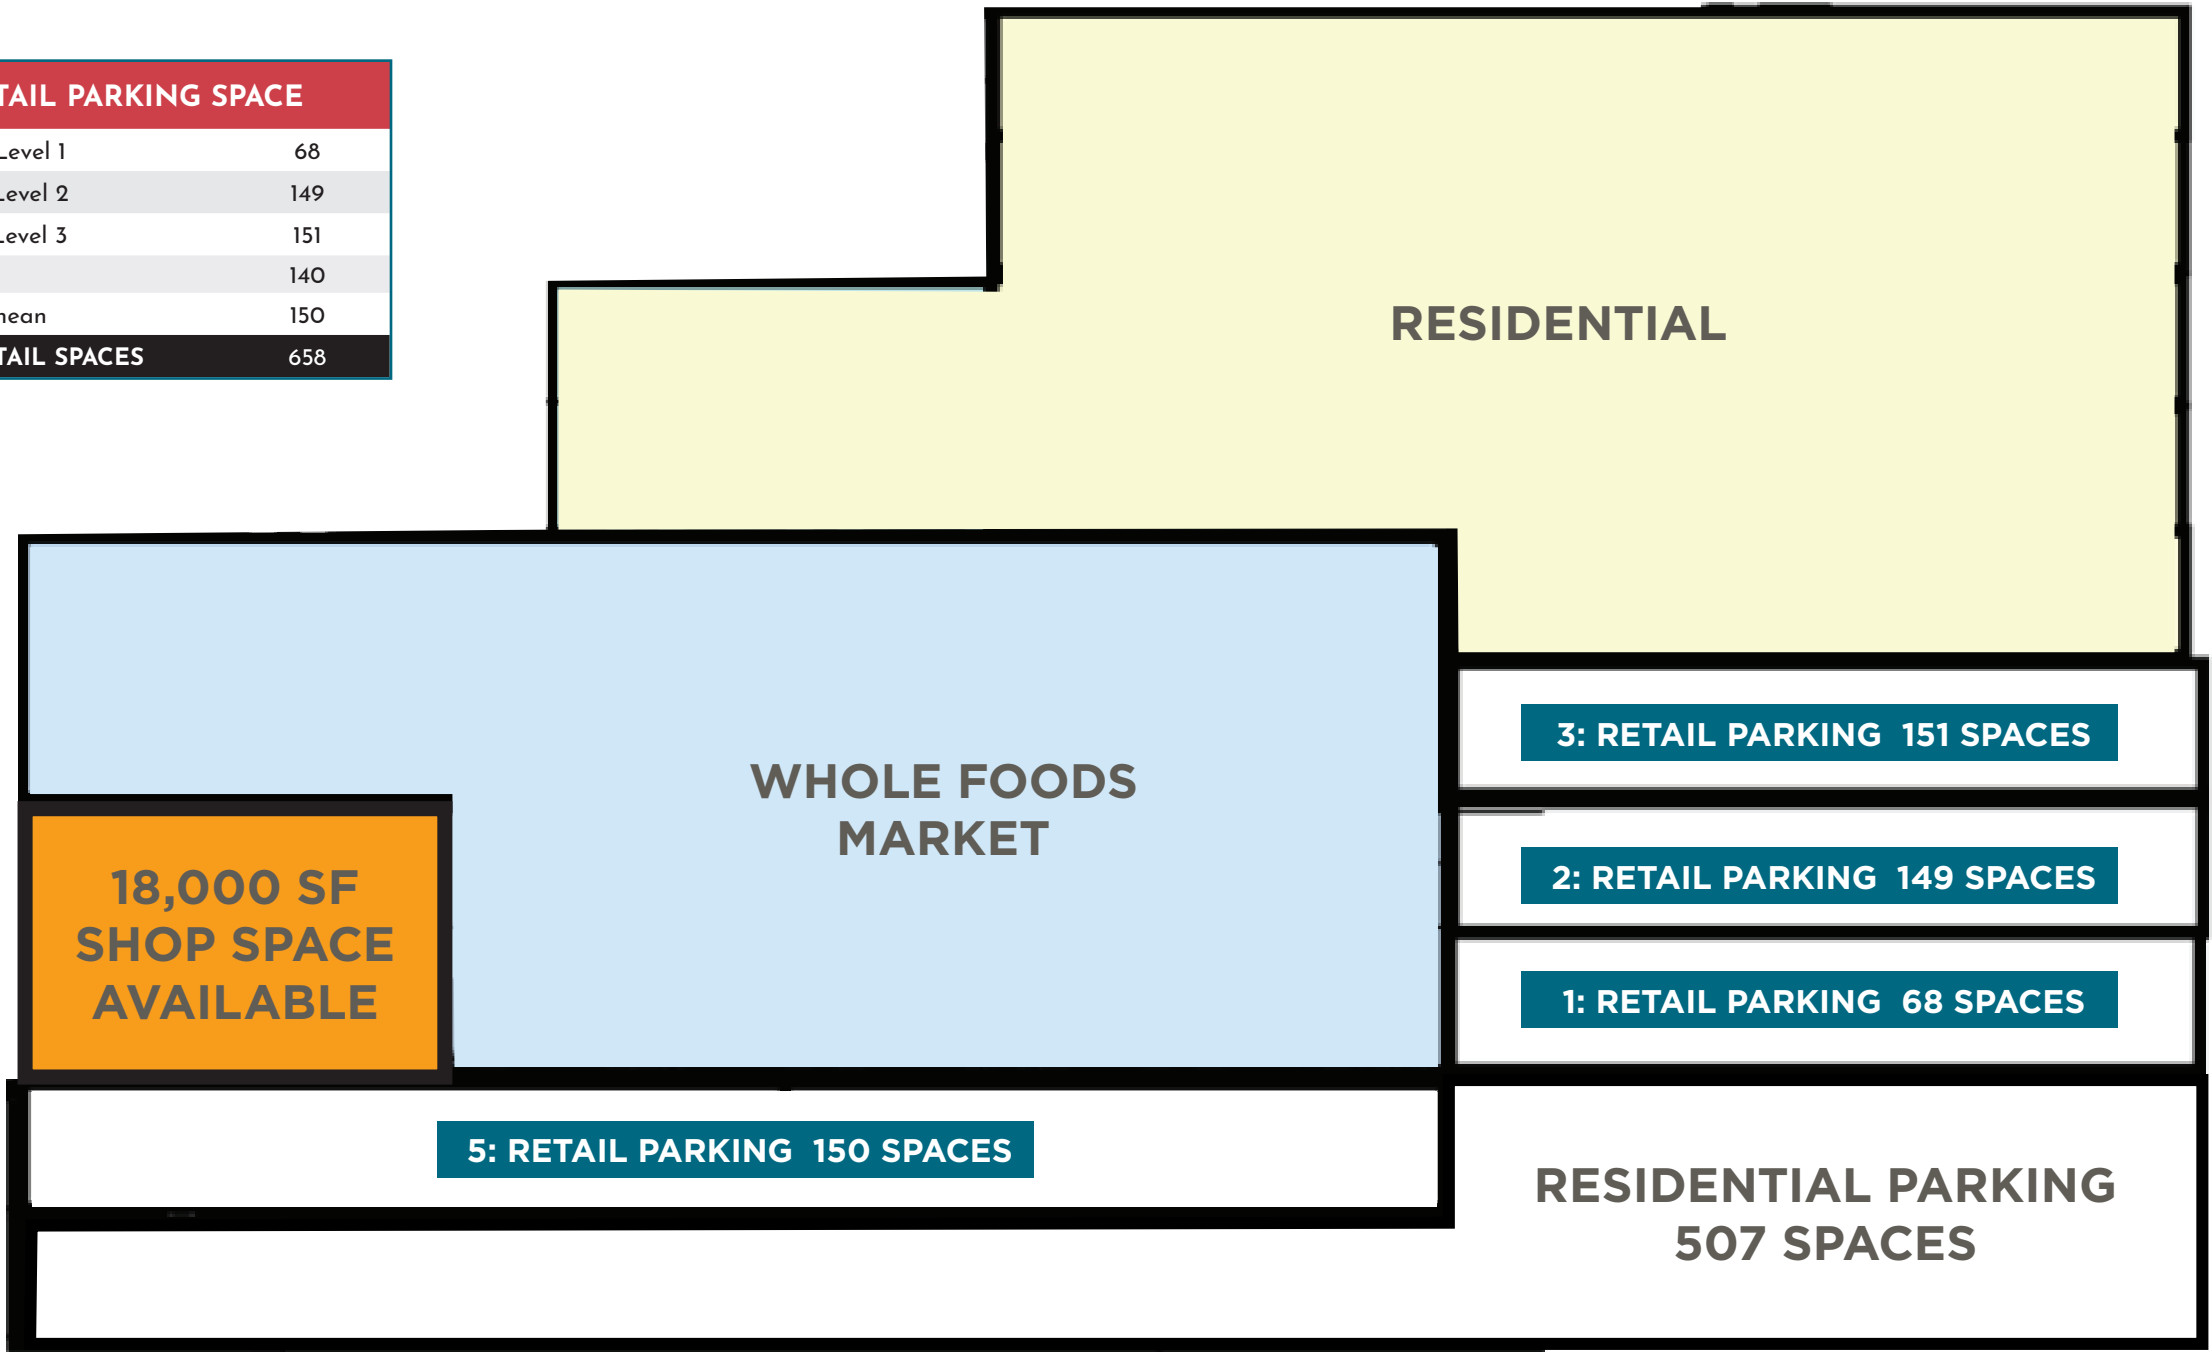 TAIL PARKING SPACE
Level 1 68
Level 2 149
Level 3 151
140
nean 150
TAIL SPACES 658
RESIDENTIAL
WHOLE FOODS
MARKET
18,000 SF
SHOP SPACE
AVAILABLE
3: RETAIL PARKING 151 SPACES
2: RETAIL PARKING 149 SPACES
1: RETAIL PARKING 68 SPACES
5: RETAIL PARKING 150 SPACES
RESIDENTIAL PARKING
507 SPACES